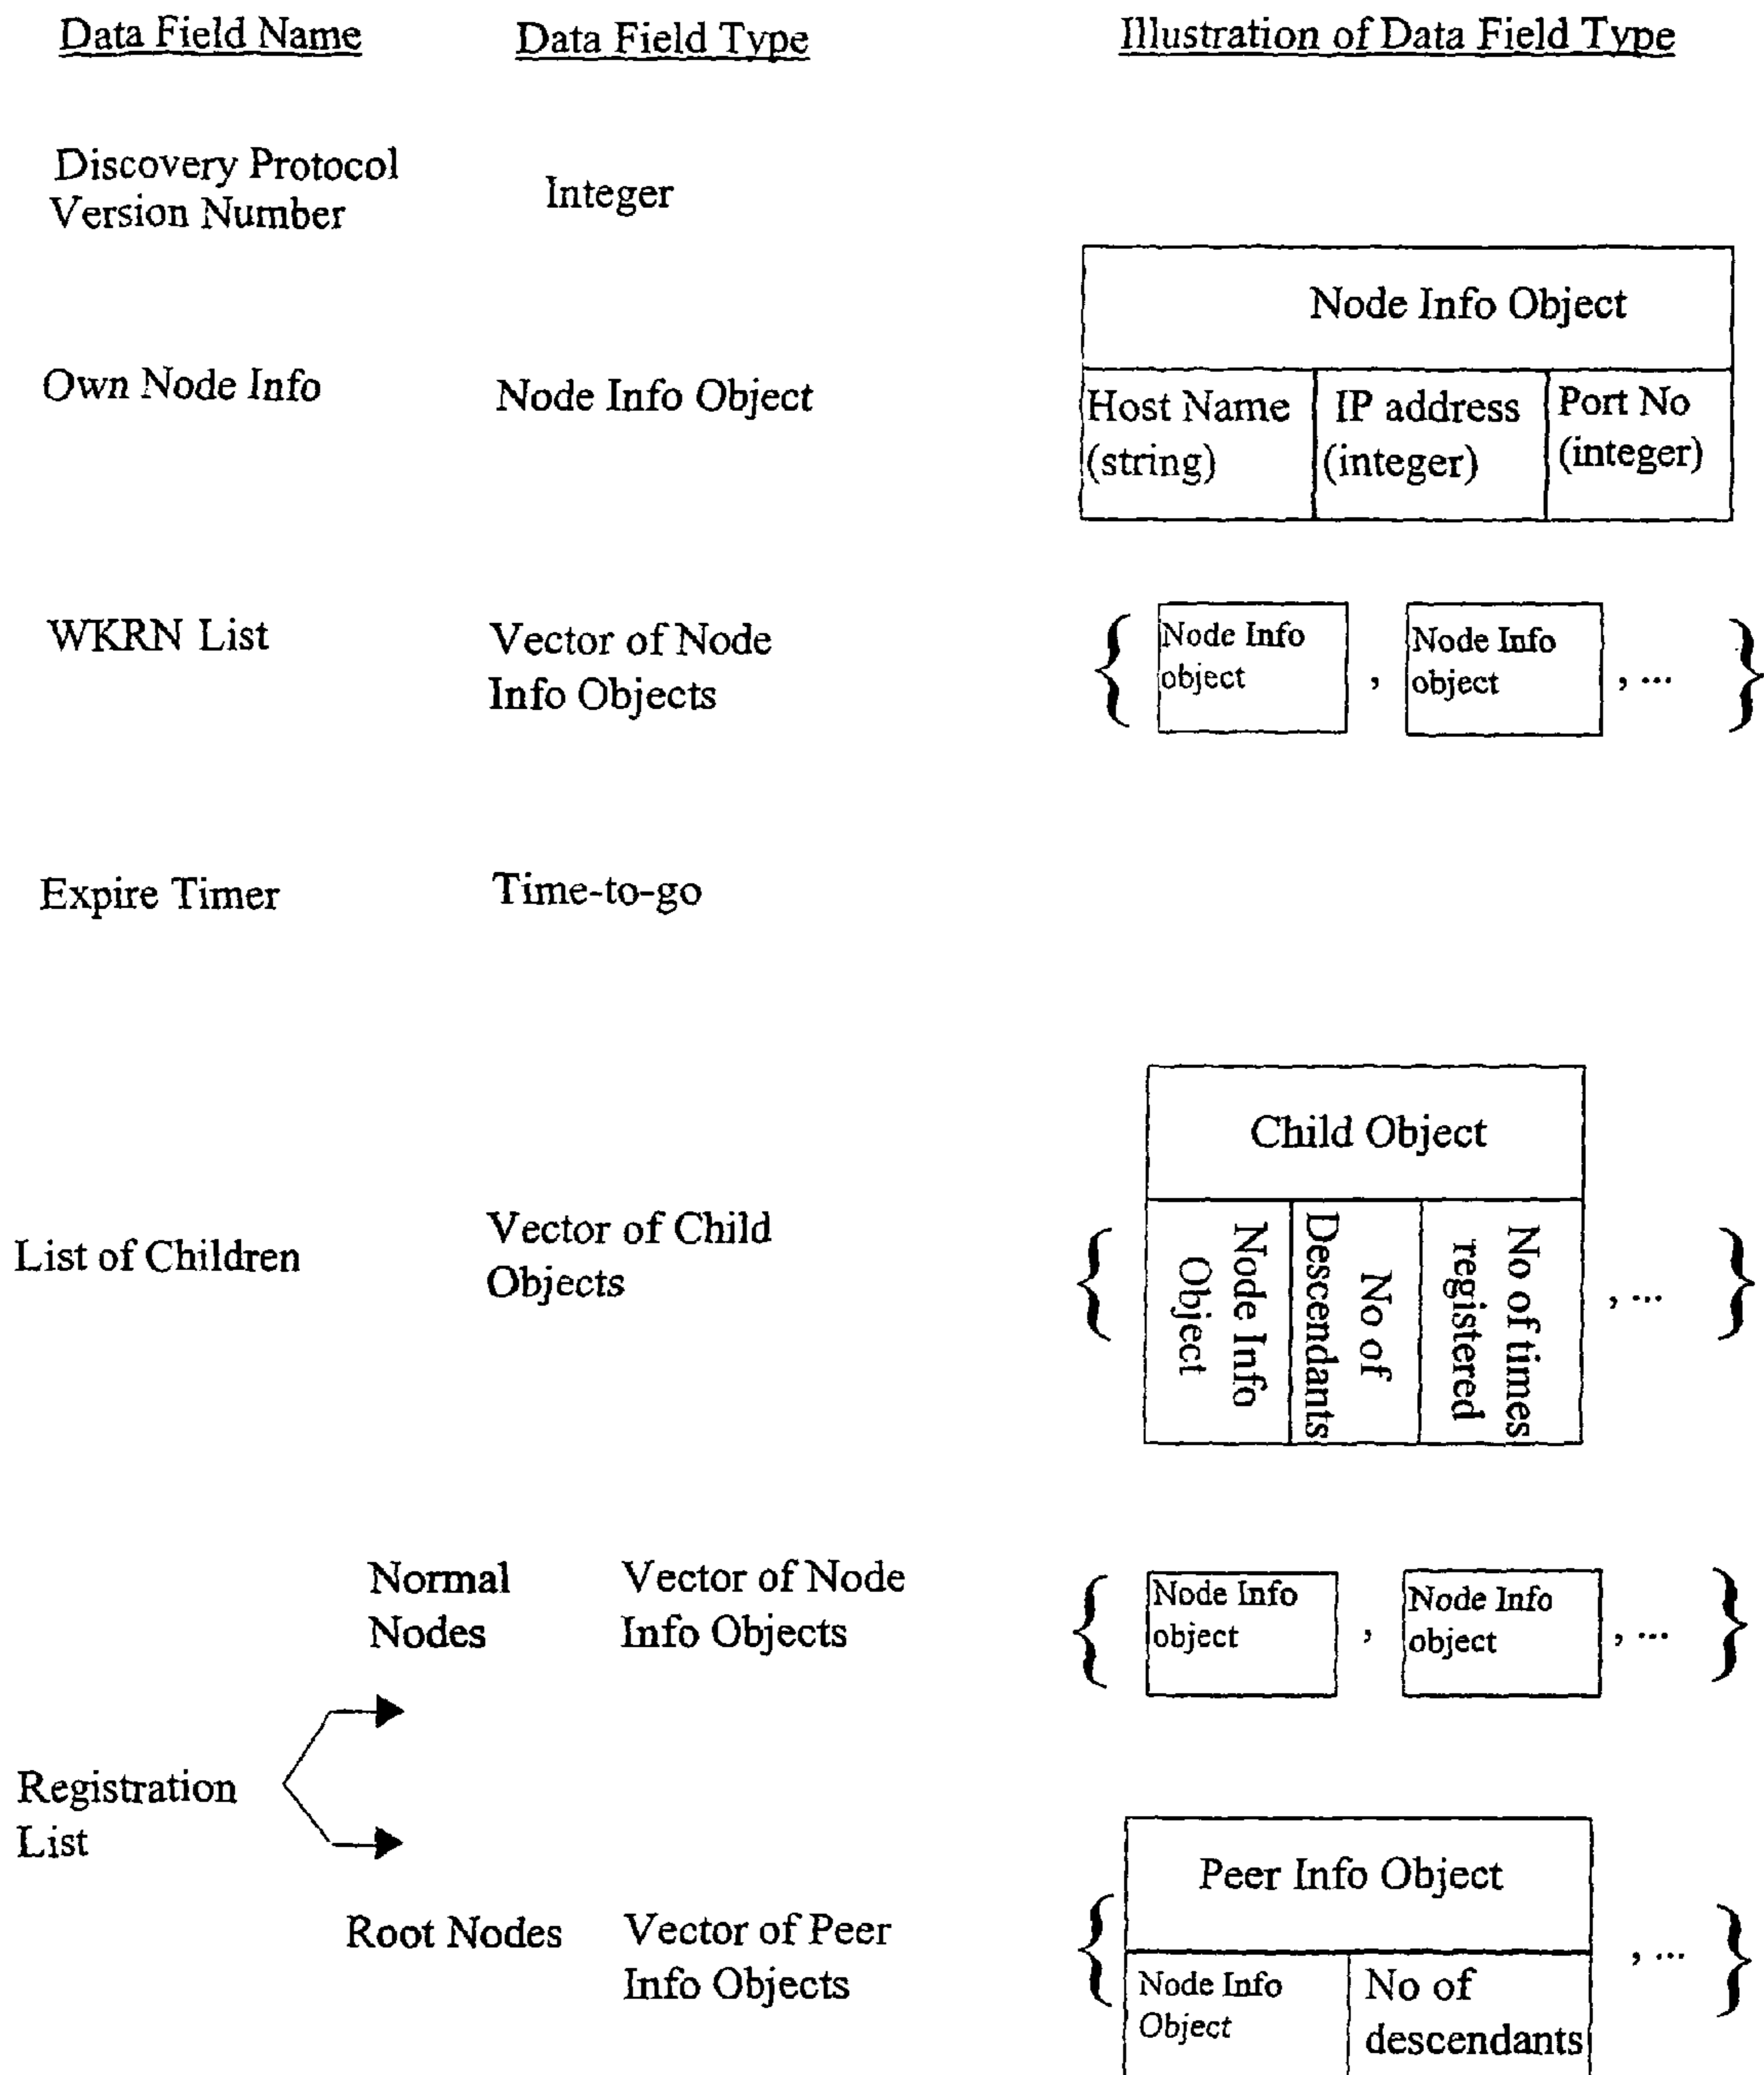 Data Field Name
Data Field Type
Illustration of Data Field Type
Discovery Protocol
Version Number
Integer
Own Node Info
Node Info Object
Node Info Object
Host Name
(string)
IP address
(integer)
Port No
(integer)
WKRN List
Vector of Node
Info Objects
{
Node Info
object
,
Node Info
object
, ...
}
Expire Timer
Time-to-go
List of Children
Vector of Child
Objects
{
Child Object
Node Info
Object
No of
Descendants
No of times
registered
, ...
}
Registration
List
Normal
Nodes
Vector of Node
Info Objects
{
Node Info
object
,
Node Info
object
, ...
}
Root Nodes
Vector of Peer
Info Objects
{
Peer Info Object
Node Info
Object
No of
descendants
, ...
}